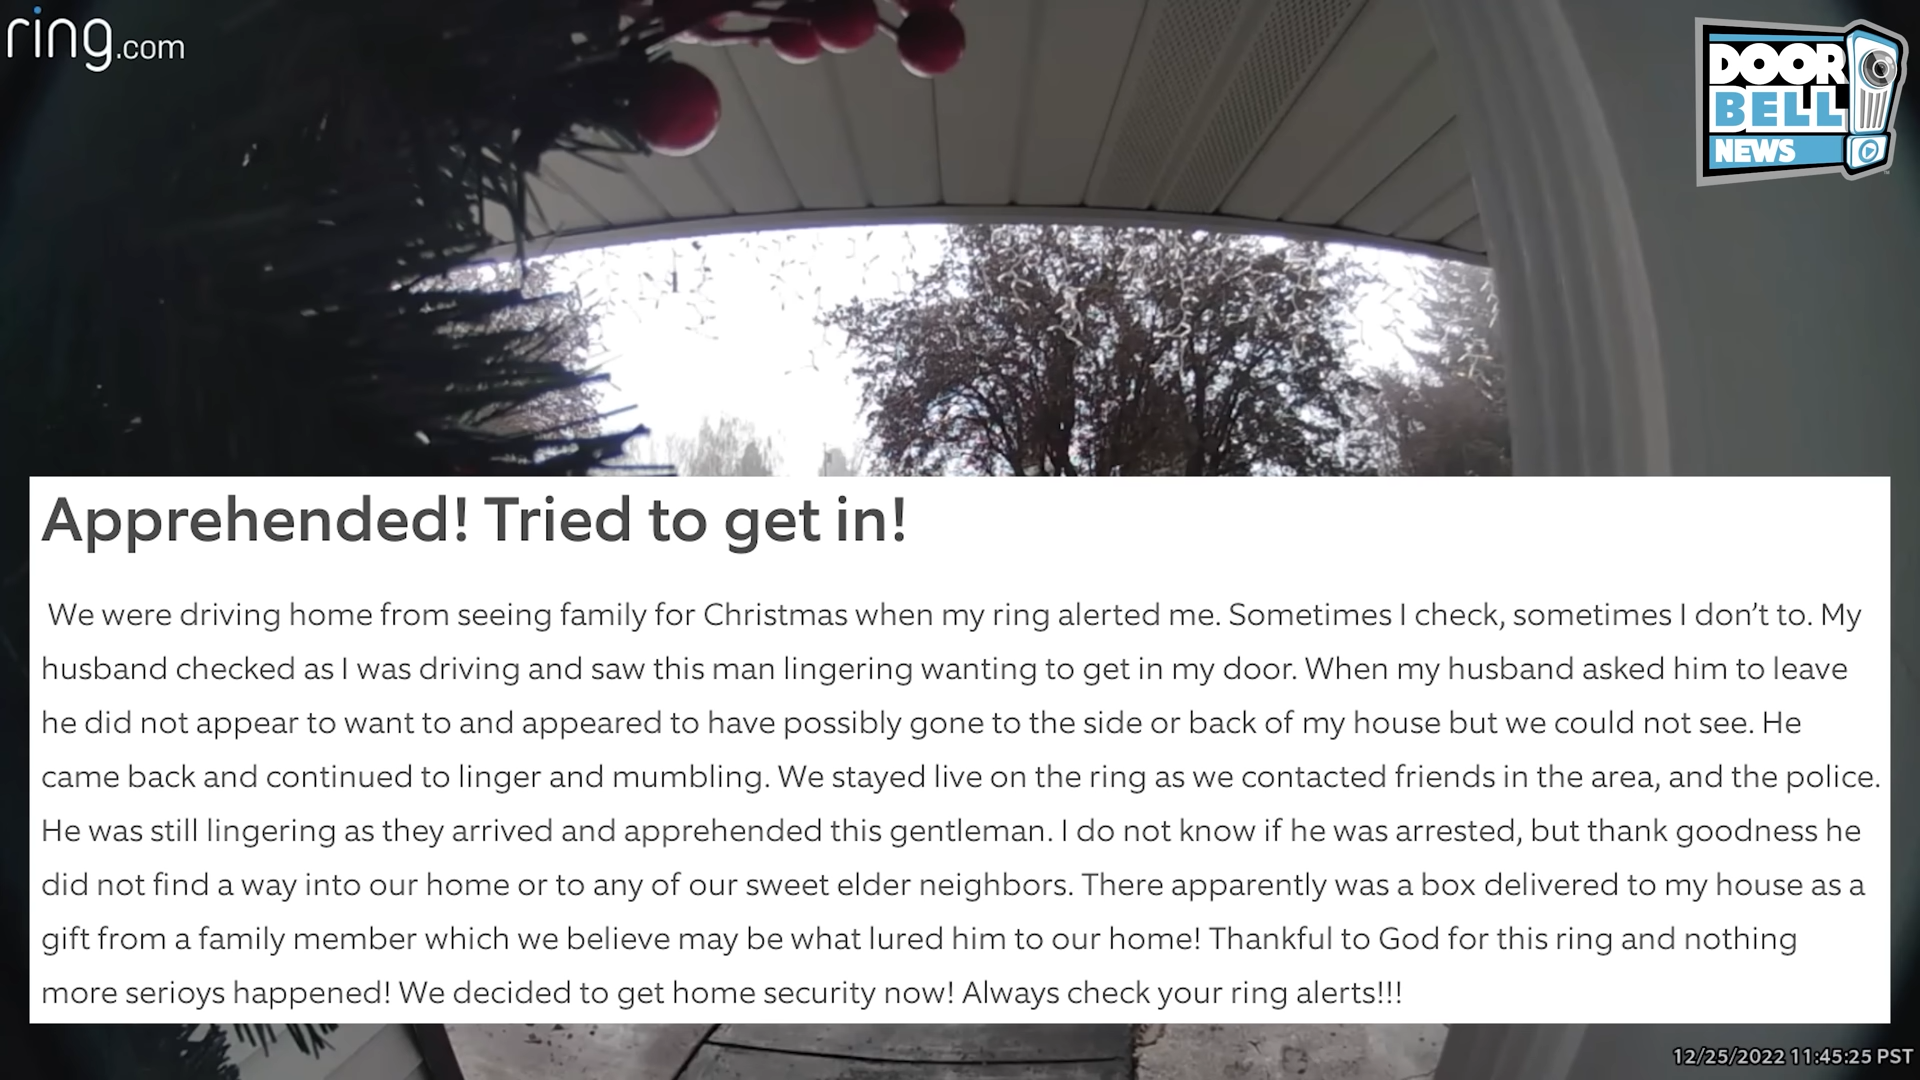 ring.com
DOOR
BELL
NEWS
Apprehended! Tried to get in!
We were driving home from seeing family for Christmas when my ring alerted me. Sometimes I check, sometimes I don’t to. My
husband checked as I was driving and saw this man lingering wanting to get in my door. When my husband asked him to leave
he did not appear to want to and appeared to have possibly gone to the side or back of my house but we could not see. He
came back and continued to linger and mumbling. We stayed live on the ring as we contacted friends in the area, and the police.
He was still lingering as they arrived and apprehended this gentleman. I do not know if he was arrested, but thank goodness he
did not find a way into our home or to any of our sweet elder neighbors. There apparently was a box delivered to my house as a
gift from a family member which we believe may be what lured him to our home! Thankful to God for this ring and nothing
more serioys happened! We decided to get home security now! Always check your ring alerts!!!
12/25/2022 11:45:25 PST